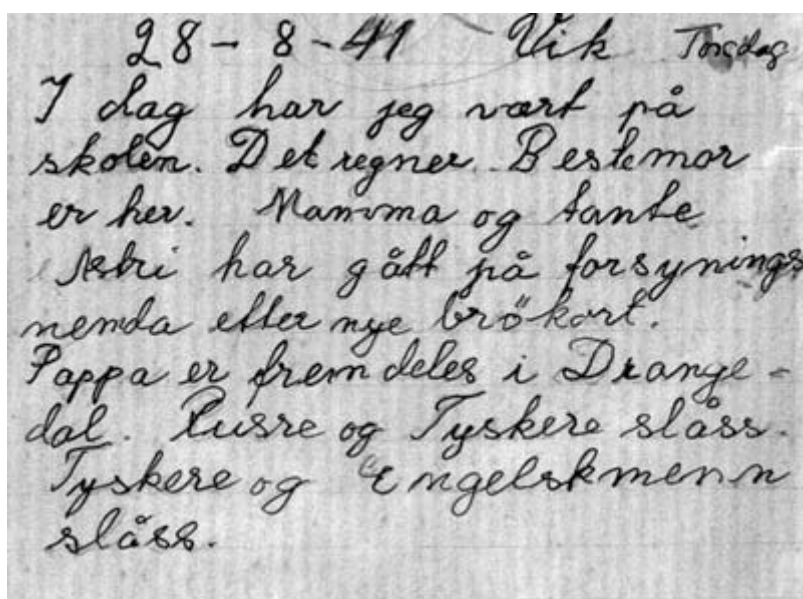 28 - 8 - 41 Vik Torsdag
I dag har jeg vært på
skolen. Det regner. Bestemor
er her. Mamma og tante
Astri har gått på forsynings
nemda etter nye brökort.
Pappa er fremdeles i Drange-
dal. Russre og Tyskere slåss.
Tyskere og Engelskmenn
slåss.